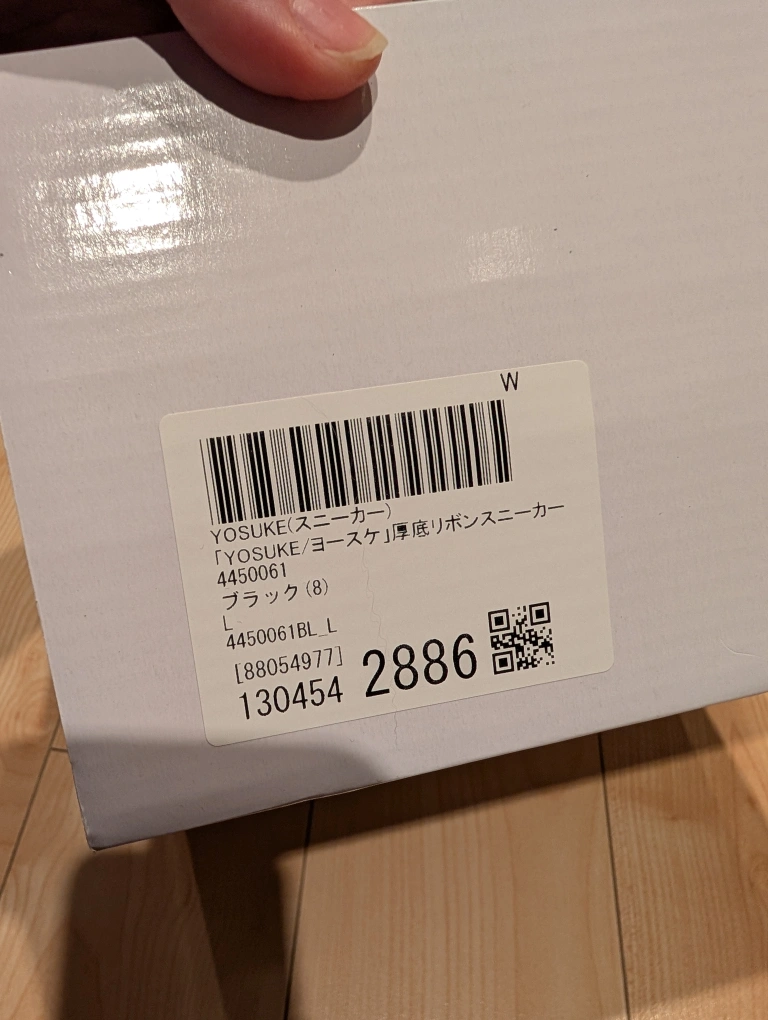 W
YOSUKE(スニーカー)
「YOSUKE/ヨースケ」厚底リボンスニーカー
4450061
ブラック(8)
L
4450061BL_L
[88054977]
130454 2886